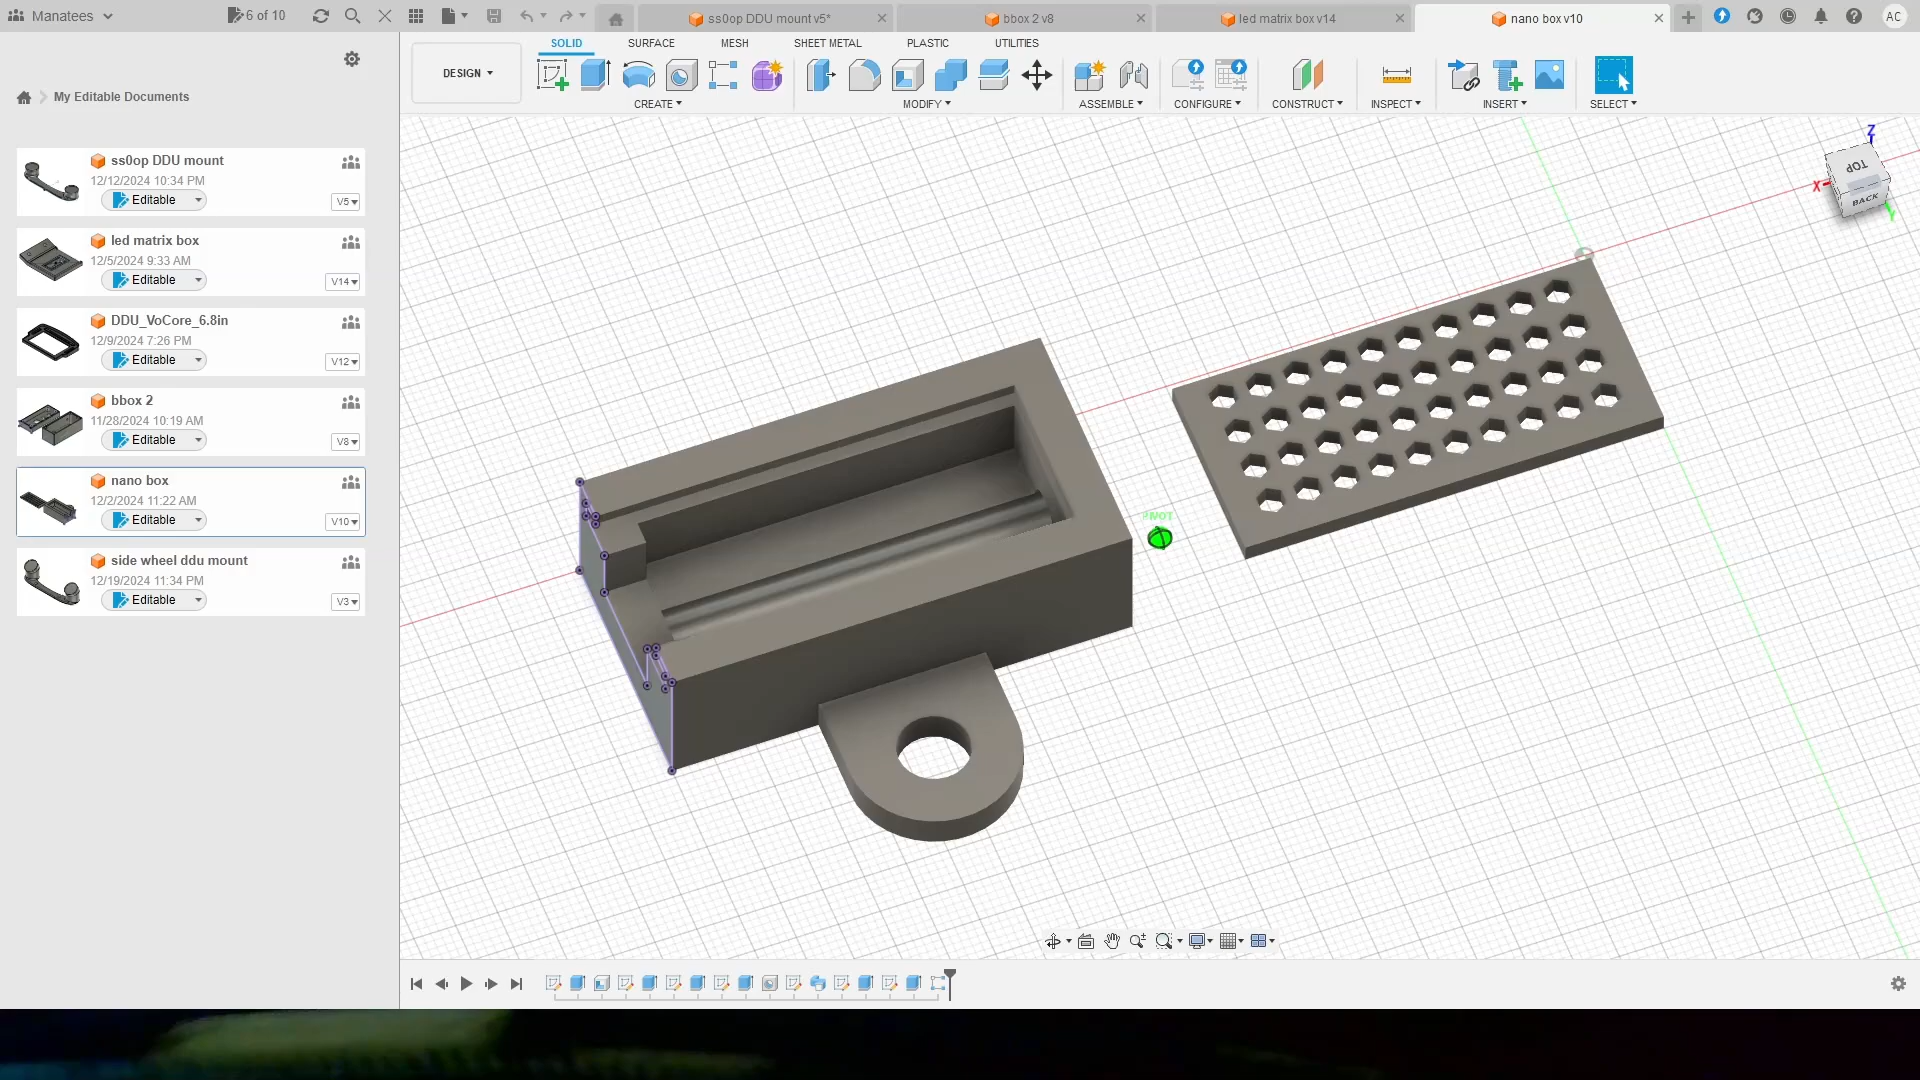 Manatees
6 of 10
ss0op DDU mount v5*
bbox 2 v8
led matrix box v14
nano box v10
AC
SOLID
SURFACE
MESH
SHEET METAL
PLASTIC
UTILITIES
DESIGN
CREATE
MODIFY
ASSEMBLE
CONFIGURE
CONSTRUCT
INSPECT
INSERT
SELECT
My Editable Documents
ss0op DDU mount
12/12/2024 10:34 PM
Editable
V5
led matrix box
12/5/2024 9:33 AM
Editable
V14
DDU_VoCore_6.8in
12/9/2024 7:26 PM
Editable
V12
bbox 2
11/28/2024 10:19 AM
Editable
V8
nano box
12/2/2024 11:22 AM
Editable
V10
side wheel ddu mount
12/19/2024 11:34 PM
Editable
V3
Z
TOP
X
BACK
Y
PIVOT